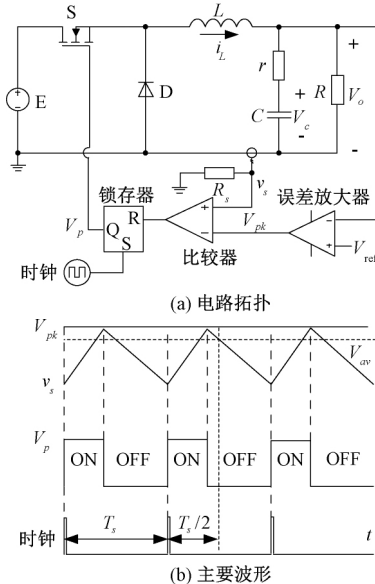 S
L
i_L
r
E
D
C
+
V_c
-
R
+
V_o
-
R_s
v_s
锁存器
误差放大器
V_p
Q
R
S
+
−
比较器
V_pk
−
+
V_ref
时钟
(a) 电路拓扑
V_pk
V_av
v_s
V_p
ON OFF ON OFF ON OFF
T_s T_s/2
时钟 t
(b) 主要波形